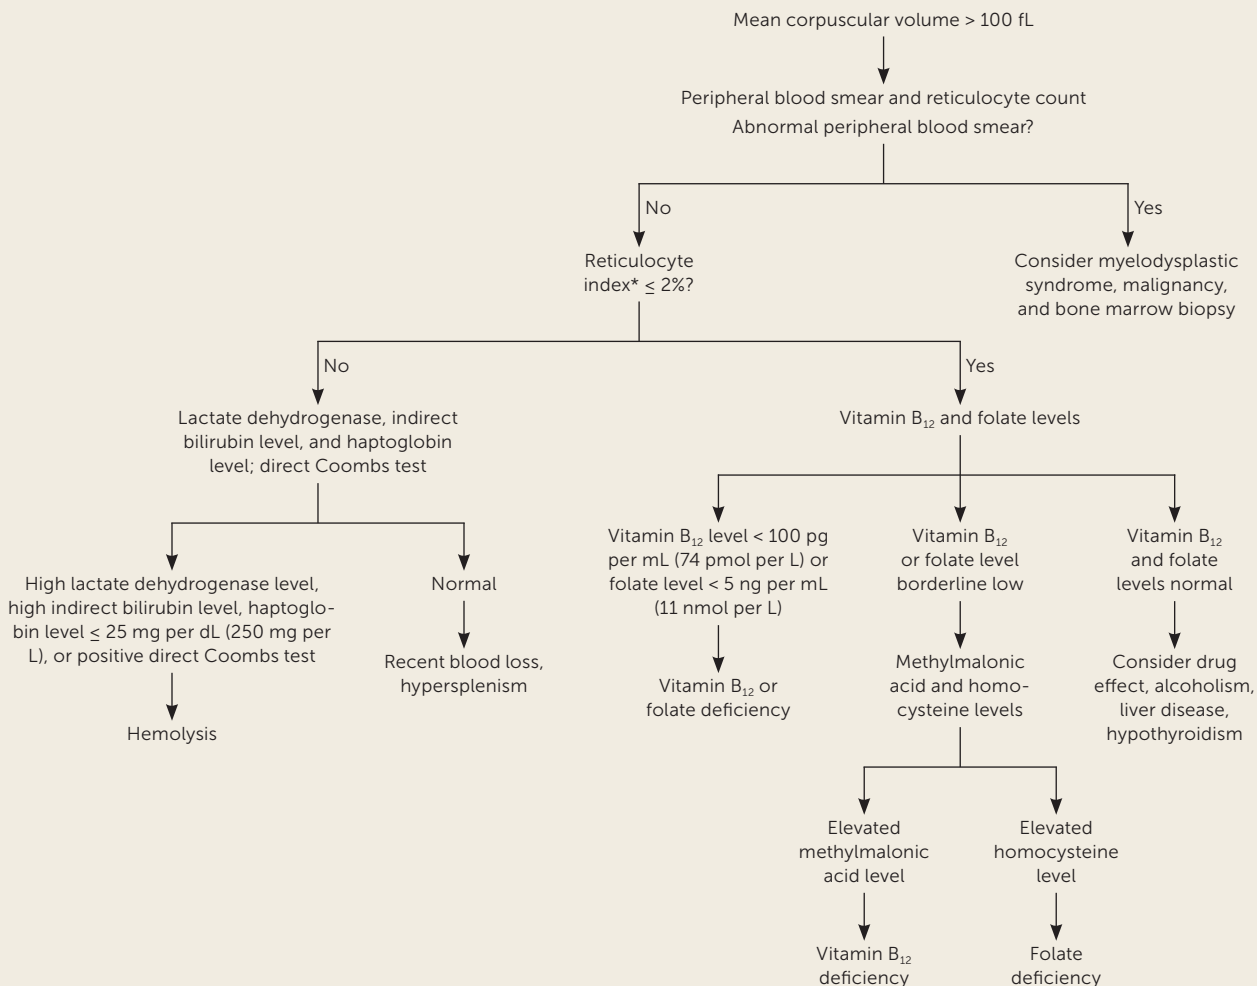 Mean corpuscular volume > 100 fL
Peripheral blood smear and reticulocyte count
Abnormal peripheral blood smear?
No
Yes
Reticulocyte
index* ≤ 2%?
Consider myelodysplastic
syndrome, malignancy,
and bone marrow biopsy
No
Yes
Lactate dehydrogenase, indirect
bilirubin level, and haptoglobin
level; direct Coombs test
Vitamin B₁₂ and folate levels
High lactate dehydrogenase level,
high indirect bilirubin level, haptoglo-
bin level ≤ 25 mg per dL (250 mg per
L), or positive direct Coombs test
Normal
Vitamin B₁₂ level < 100 pg
per mL (74 pmol per L) or
folate level < 5 ng per mL
(11 nmol per L)
Vitamin B₁₂
or folate level
borderline low
Vitamin B₁₂
and folate
levels normal
Hemolysis
Recent blood loss,
hypersplenism
Vitamin B₁₂ or
folate deficiency
Methylmalonic
acid and homo-
cysteine levels
Consider drug
effect, alcoholism,
liver disease,
hypothyroidism
Elevated
methylmalonic
acid level
Elevated
homocysteine
level
Vitamin B₁₂
deficiency
Folate
deficiency